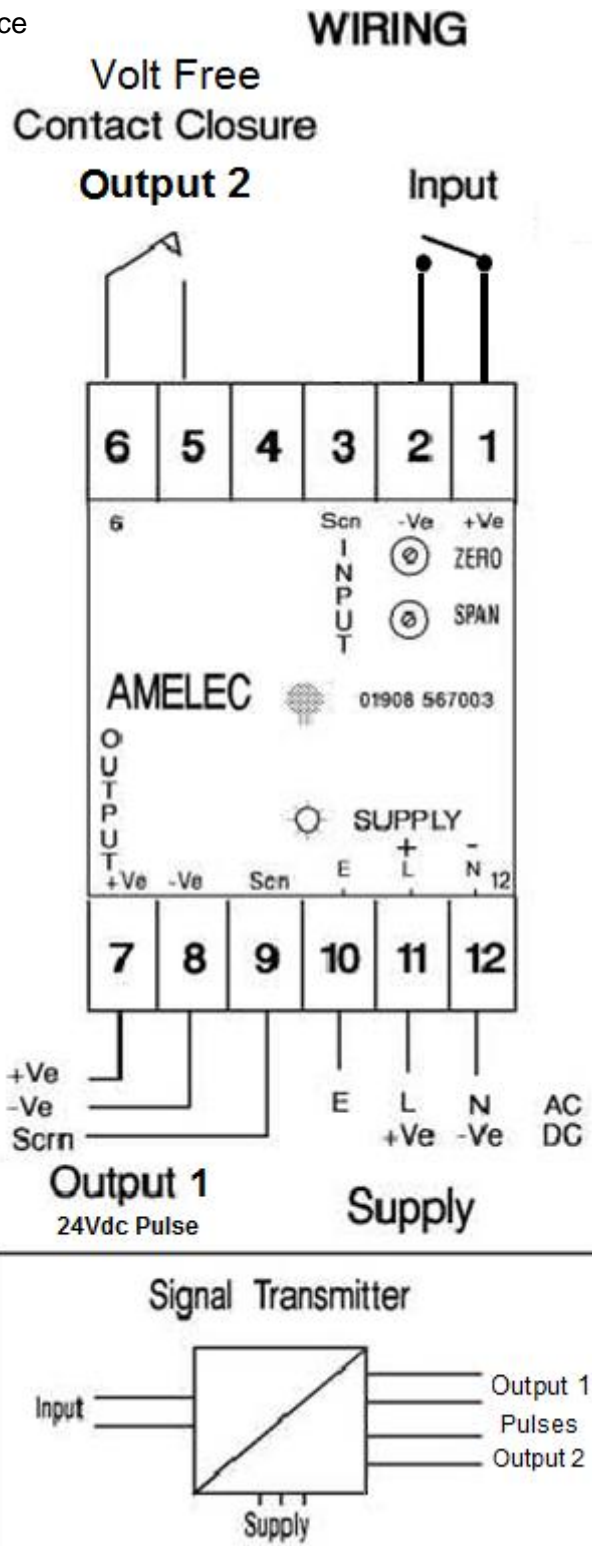 ce
WIRING
Volt Free
Contact Closure
Output 2
Input
6 5 4 3 2 1
6 Scn -Ve +Ve
INPUT
ZERO
SPAN
AMELEC 01908 567003
OUTPUT
SUPPLY
+ -
+Ve -Ve Scn E L N 12
7 8 9 10 11 12
+Ve
-Ve
Scrn
E L N AC
+Ve -Ve DC
Output 1
24Vdc Pulse
Supply
Signal Transmitter
Input
Output 1
Pulses
Output 2
Supply